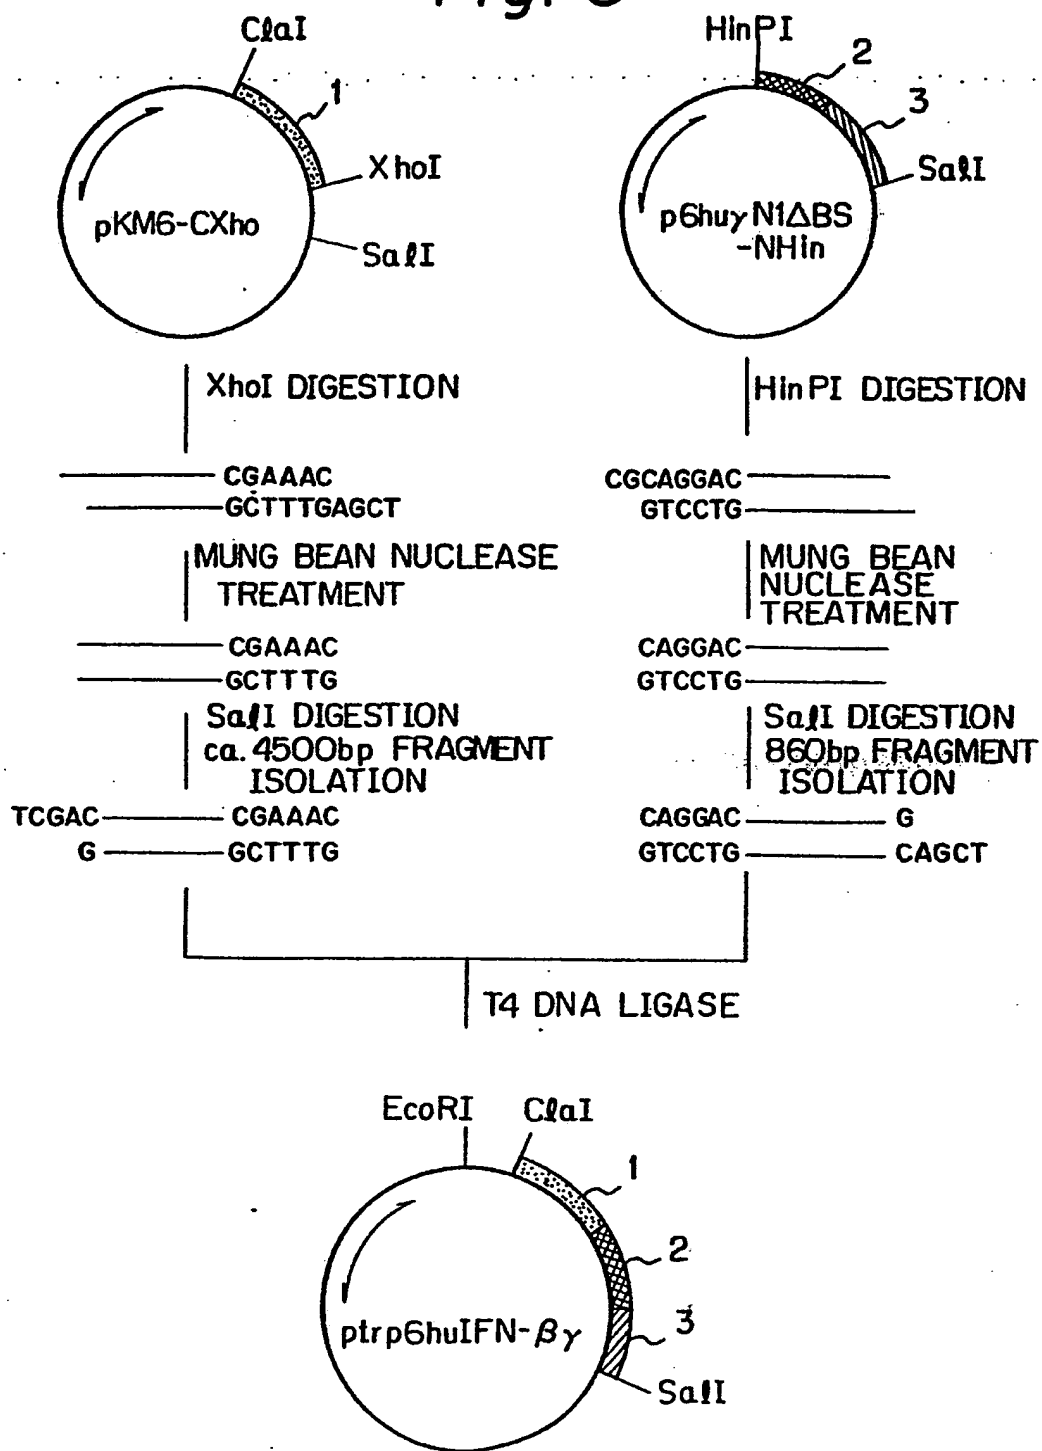 Fig.
ClaI
1
XhoI
SalI
pKM6-CXho
HinPI
2
3
SalI
p6huγN1ΔBS
-NHin
XhoI DIGESTION
HinPI DIGESTION
CGAAAC
GCTTTGAGCT
CGCAGGAC
GTCCTG
MUNG BEAN NUCLEASE
TREATMENT
MUNG BEAN
NUCLEASE
TREATMENT
CGAAAC
GCTTTG
CAGGAC
GTCCTG
SalI DIGESTION
ca. 4500bp FRAGMENT
ISOLATION
SalI DIGESTION
860bp FRAGMENT
ISOLATION
TCGAC CGAAAC
G GCTTTG
CAGGAC G
GTCCTG CAGCT
T4 DNA LIGASE
EcoRI
ClaI
1
2
3
SalI
ptrp6huIFN-βγ